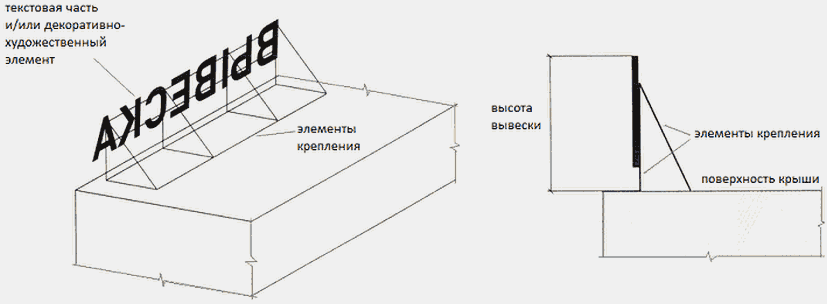 текстовая часть
и/или декоративно-
художественный
элемент
ВЫВЕСКА
элементы
крепления
высота
вывески
элементы крепления
поверхность крыши